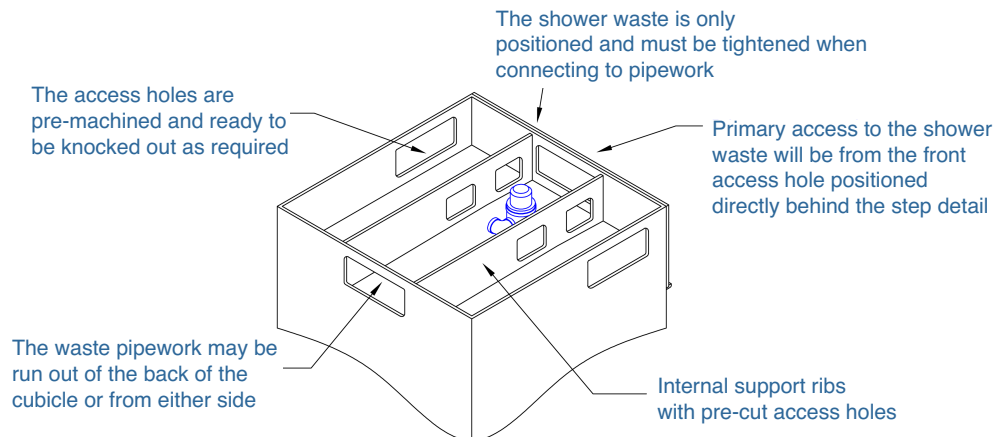 The shower waste is only
positioned and must be tightened when
connecting to pipework
The access holes are
pre-machined and ready to
be knocked out as required
Primary access to the shower
waste will be from the front
access hole positioned
directly behind the step detail
The waste pipework may be
run out of the back of the
cubicle or from either side
Internal support ribs
with pre-cut access holes